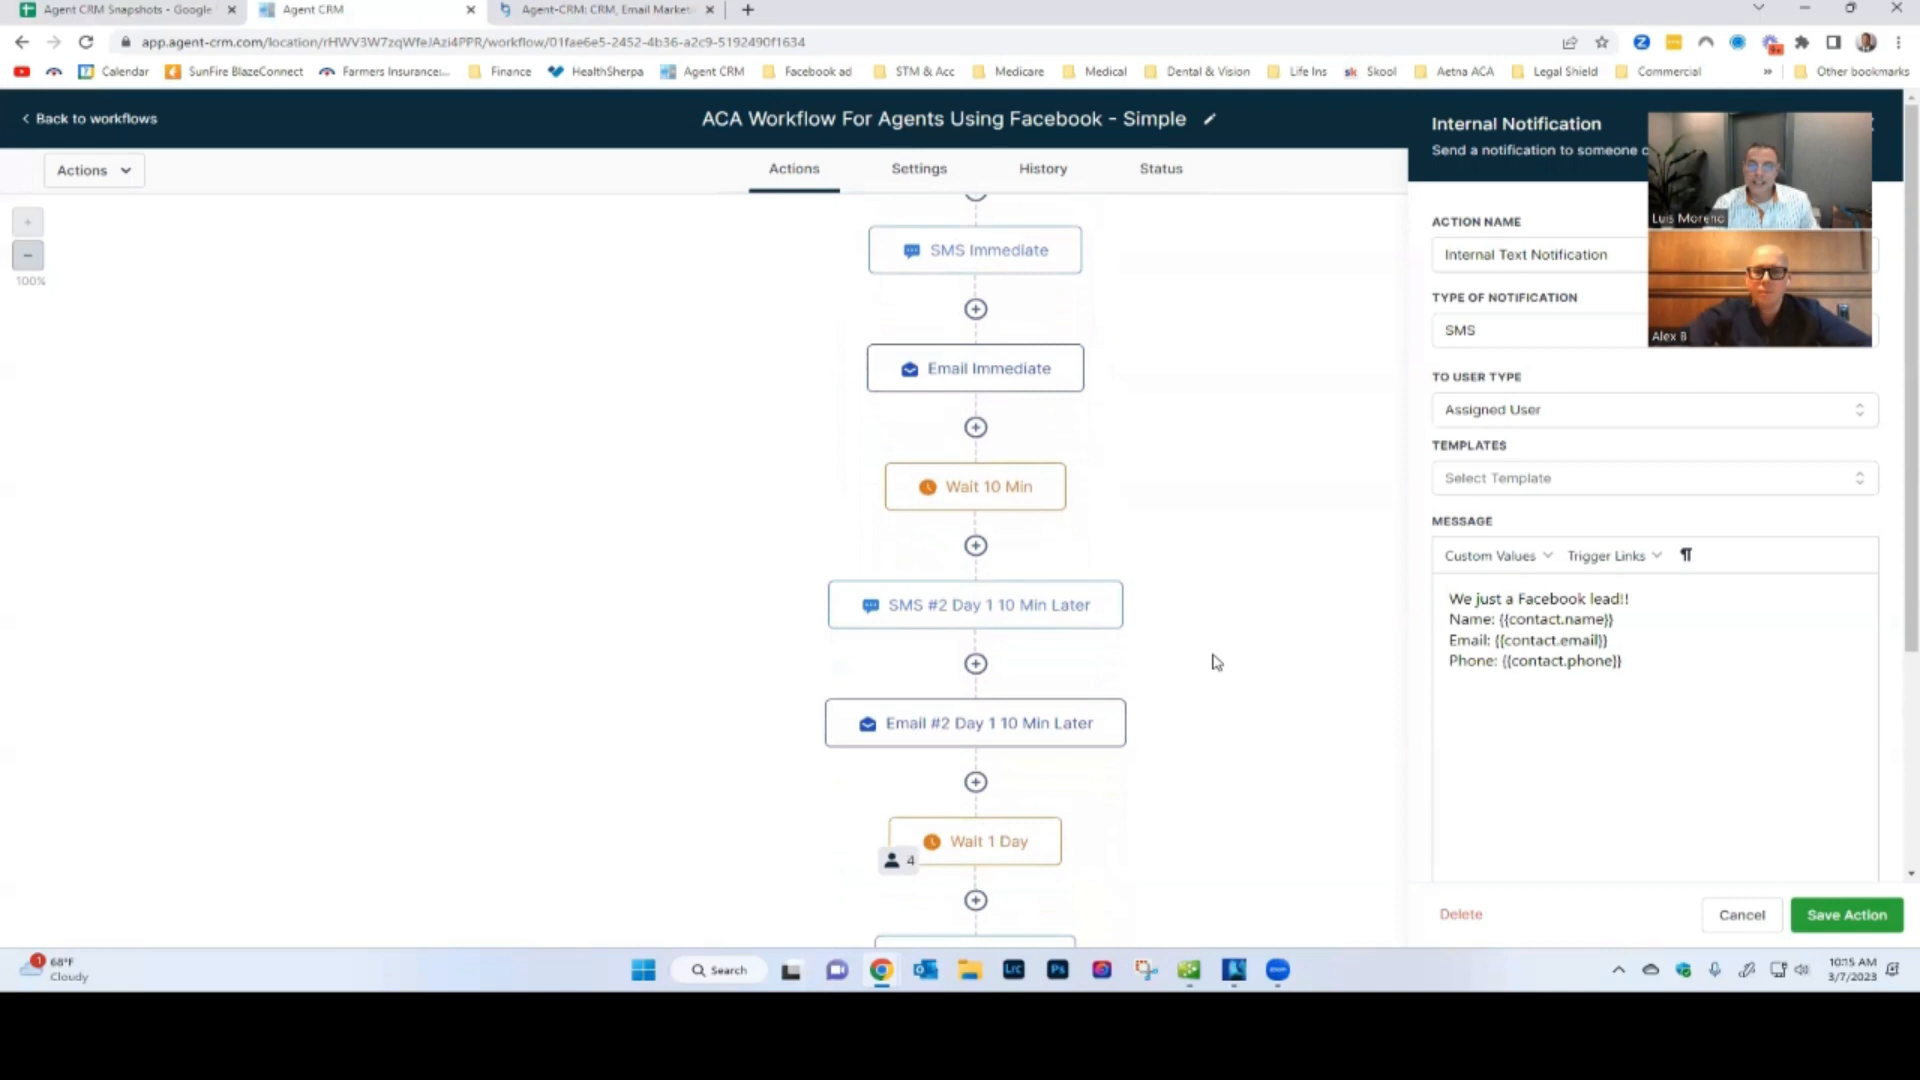 Agent CRM Snapshots - Google
Agent CRM
Agent-CRM: CRM, Email Market
app.agent-crm.com/location/rHWV3W7zqWfeJAzi4PPR/workflow/01fae6e5-2452-4b36-a2c9-5192490f1634
Calendar
SunFire BlazeConnect
Farmers Insurance:...
Finance
HealthSherpa
Agent CRM
Facebook ad
STM & Acc
Medicare
Medical
Dental & Vision
Life Ins
sk Skool
Aetna ACA
Legal Shield
Commercial
»
Other bookmarks
Back to workflows
ACA Workflow For Agents Using Facebook - Simple
Actions
Actions
Settings
History
Status
100%
SMS Immediate
Email Immediate
Wait 10 Min
SMS #2 Day 1 10 Min Later
Email #2 Day 1 10 Min Later
Wait 1 Day
4
Internal Notification
Send a notification to someone
Luis Moreno
Alex B
ACTION NAME
Internal Text Notification
TYPE OF NOTIFICATION
SMS
TO USER TYPE
Assigned User
TEMPLATES
Select Template
MESSAGE
Custom Values
Trigger Links
¶
We just a Facebook lead!!
Name: {{contact.name}}
Email: {{contact.email}}
Phone: {{contact.phone}}
Delete
Cancel
Save Action
1
68°F
Cloudy
Search
Lrc
Ps
10:15 AM
3/7/2023